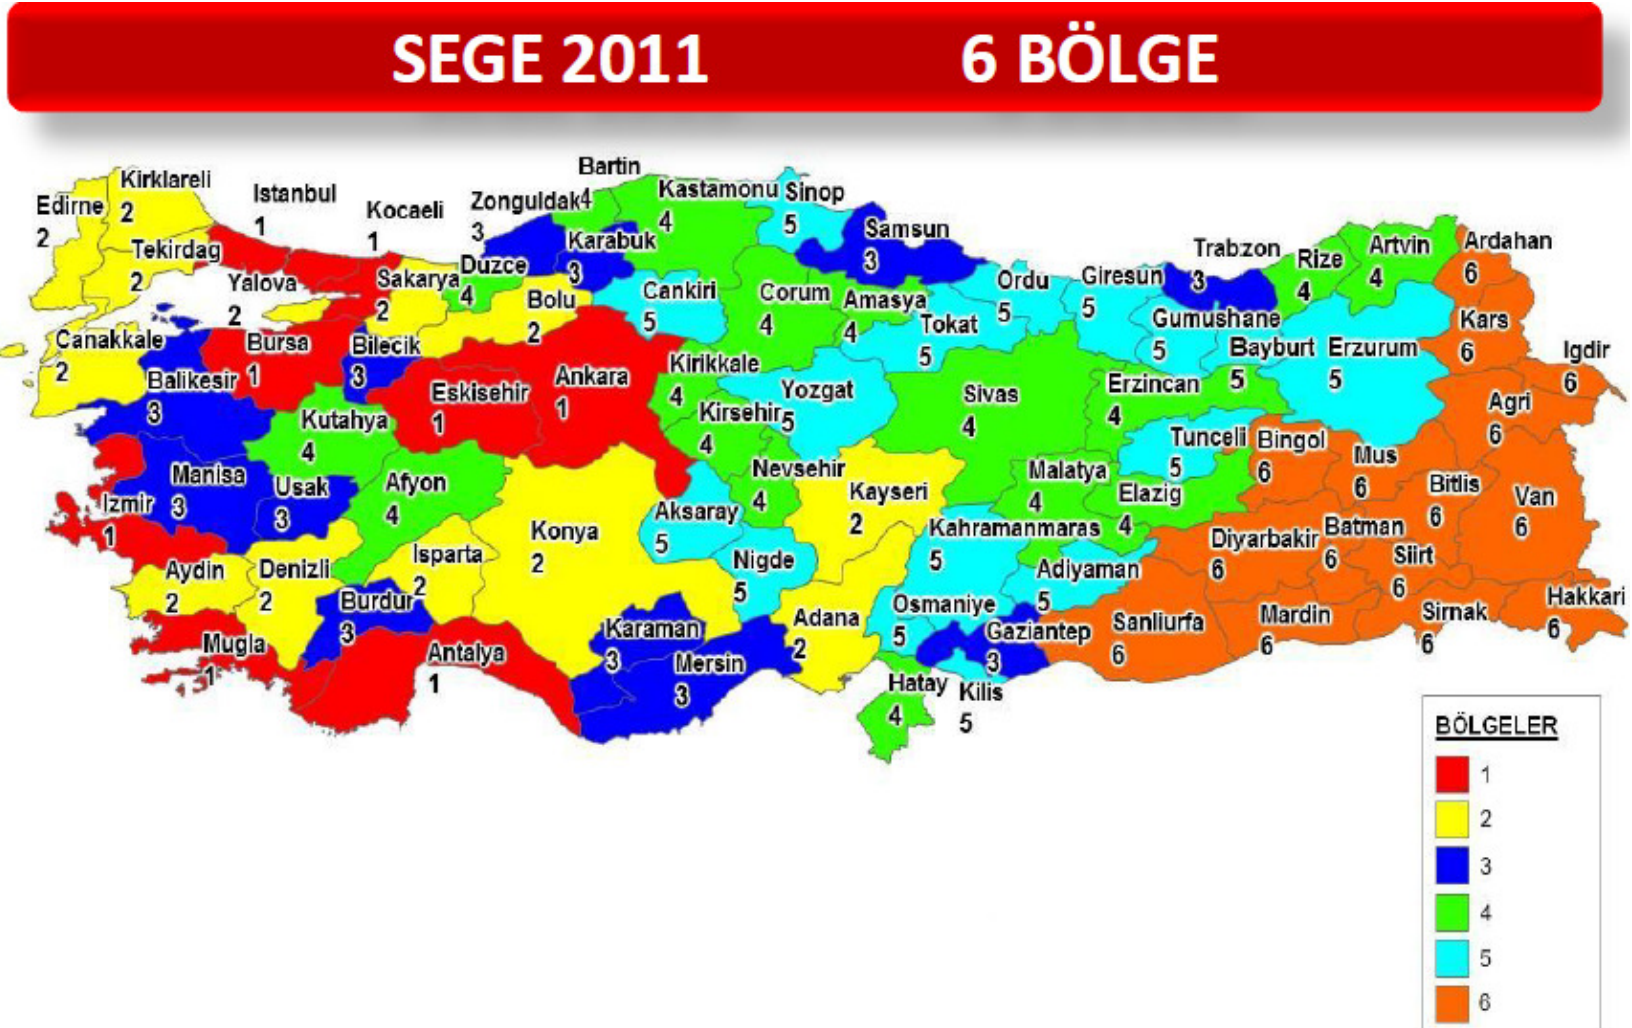 SEGE 2011 6 BÖLGE
Bartin
4
Kirklareli
2
Edirne
2
Istanbul
1
Kocaeli
1
Zonguldak
3
Kastamonu
4
Sinop
5
Samsun
3
Karabuk
3
Tekirdag
2
Yalova
2
Sakarya
2
Duzce
4
Bolu
2
Cankiri
5
Corum
4
Amasya
4
Tokat
5
Ordu
5
Giresun
5
Trabzon
3
Rize
4
Artvin
4
Ardahan
6
Canakkale
2
Bursa
1
Bilecik
3
Balikesir
3
Eskisehir
1
Ankara
1
Kirikkale
4
Kirsehir
4
Yozgat
5
Sivas
4
Gumushane
5
Bayburt
5
Erzurum
5
Erzincan
4
Kars
6
Igdir
6
Agri
6
Kutahya
4
Manisa
3
Usak
3
Afyon
4
Izmir
1
Konya
2
Aksaray
5
Nevsehir
4
Kayseri
2
Malatya
4
Elazig
4
Tunceli
5
Bingol
6
Mus
6
Bitlis
6
Van
6
Aydin
2
Denizli
2
Isparta
2
Burdur
3
Nigde
5
Kahramanmaras
5
Adiyaman
5
Diyarbakir
6
Batman
6
Siirt
6
Hakkari
6
Mugla
1
Antalya
1
Karaman
3
Mersin
3
Adana
2
Osmaniye
5
Gaziantep
3
Sanliurfa
6
Mardin
6
Sirnak
6
Hatay
4
Kilis
5
BÖLGELER
1
2
3
4
5
6